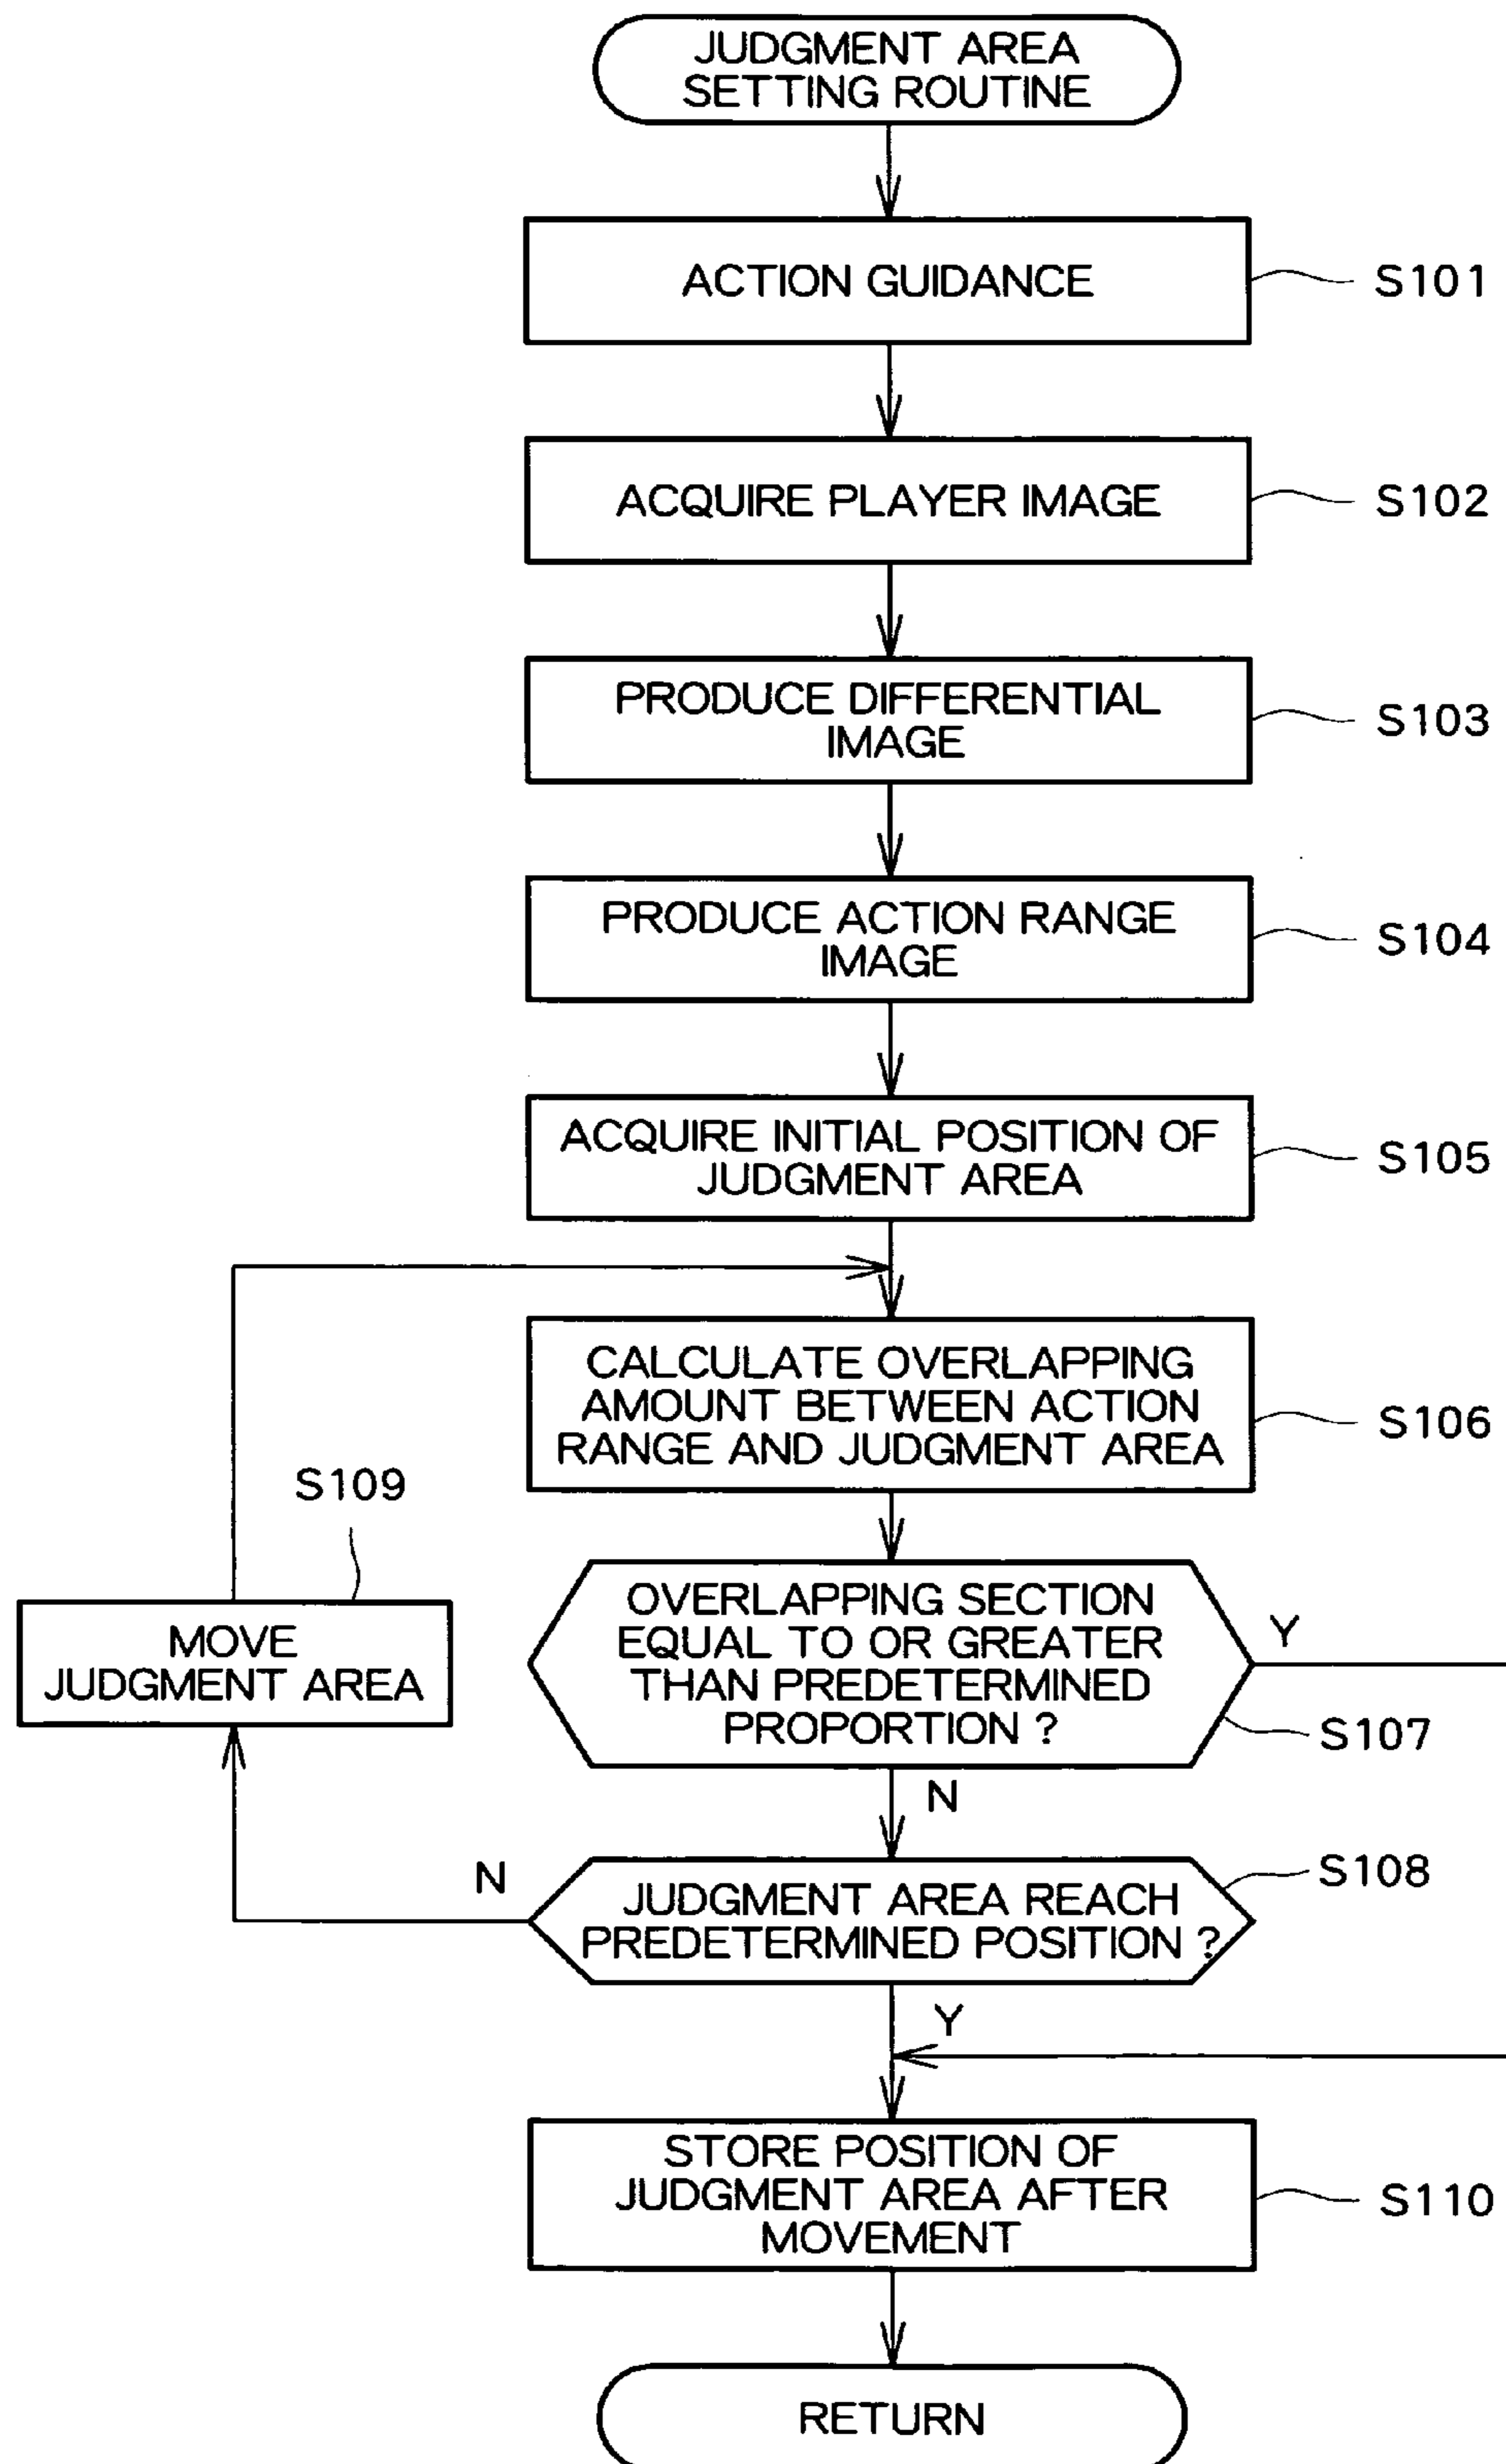 JUDGMENT AREA
SETTING ROUTINE
ACTION GUIDANCE
S101
ACQUIRE PLAYER IMAGE
S102
PRODUCE DIFFERENTIAL
IMAGE
S103
PRODUCE ACTION RANGE
IMAGE
S104
ACQUIRE INITIAL POSITION OF
JUDGMENT AREA
S105
CALCULATE OVERLAPPING
AMOUNT BETWEEN ACTION
RANGE AND JUDGMENT AREA
S106
S109
MOVE
JUDGMENT AREA
OVERLAPPING SECTION
EQUAL TO OR GREATER
THAN PREDETERMINED
PROPORTION ?
Y
S107
N
JUDGMENT AREA REACH
PREDETERMINED POSITION ?
S108
N
Y
STORE POSITION OF
JUDGMENT AREA AFTER
MOVEMENT
S110
RETURN